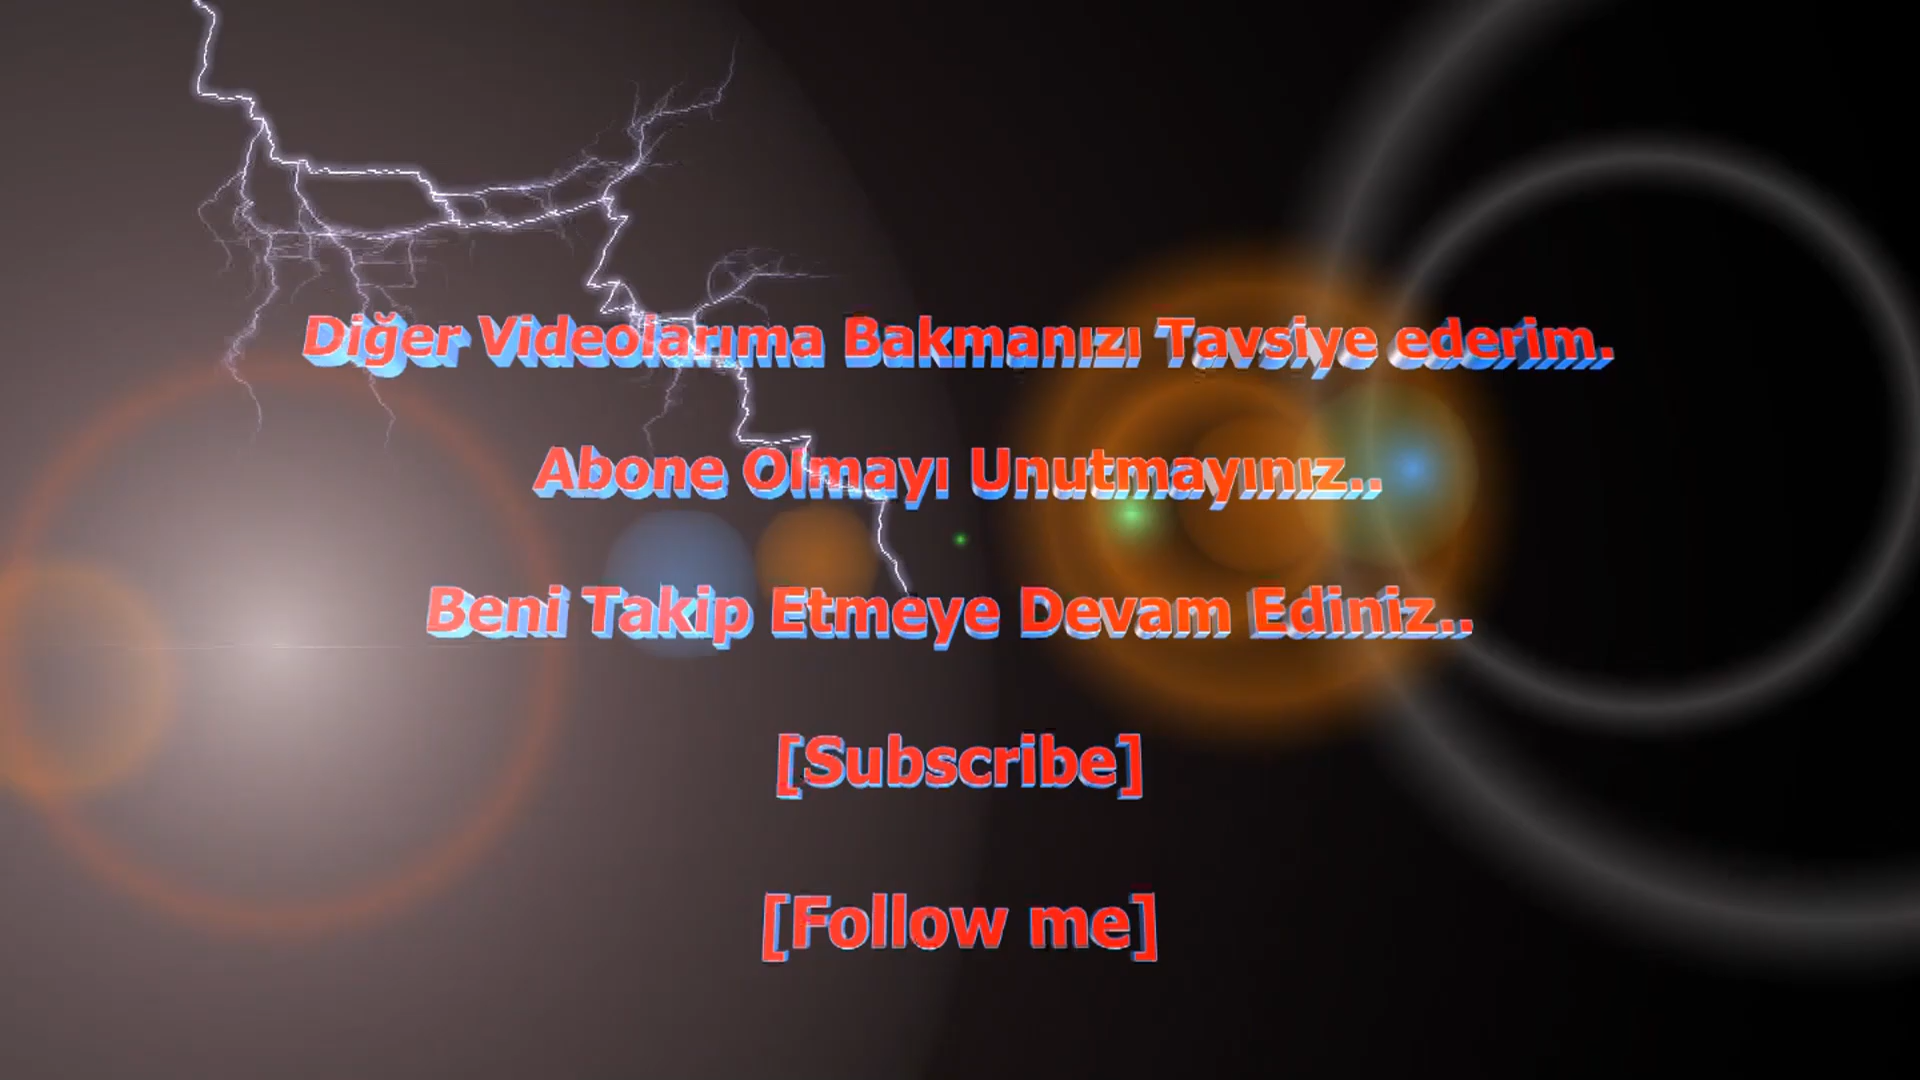 Diğer Videolarıma Bakmanızı Tavsiye ederim.
Abone Olmayı Unutmayınız..
Beni Takip Etmeye Devam Ediniz..
[Subscribe]
[Follow me]